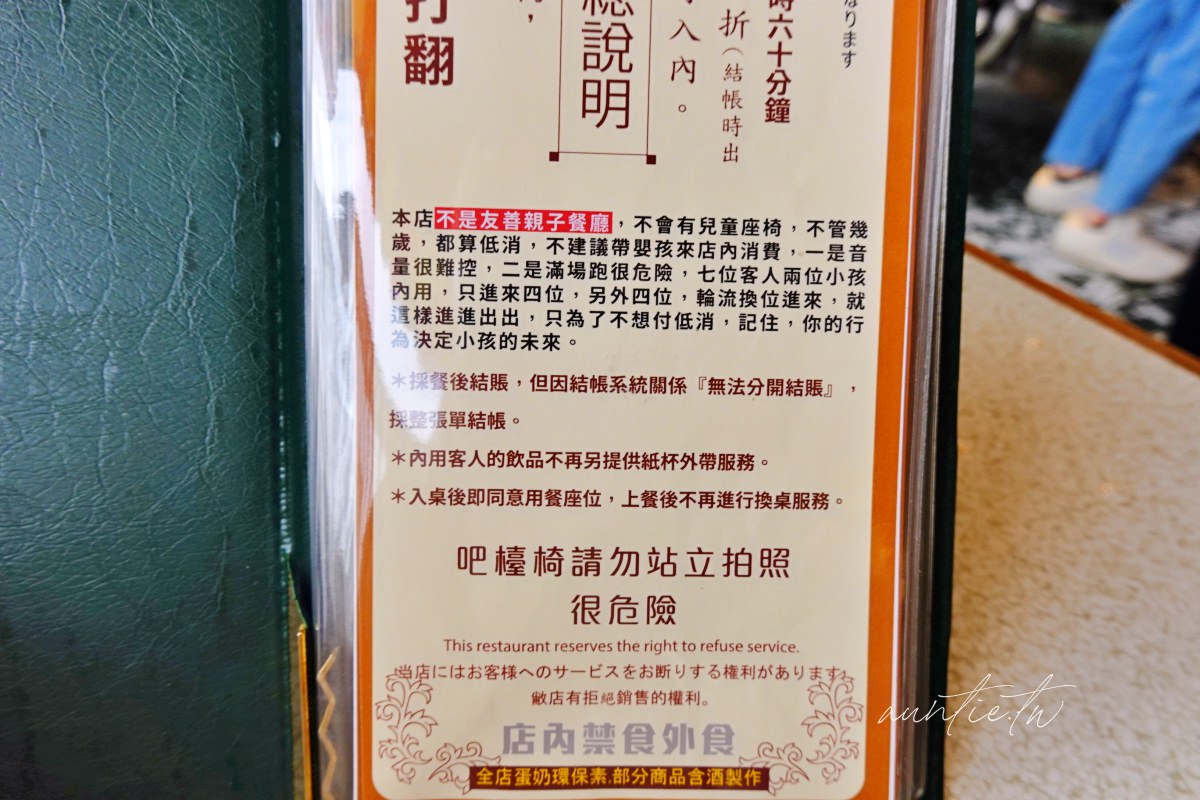 なります
時六十分鐘
折（結帳時出
入內。
總說明
打翻
本店不是友善親子餐廳，不會有兒童座椅，不管幾
歲，都算低消，不建議帶嬰孩來店內消費，一是音
量很難控，二是滿場跑很危險，七位客人兩位小孩
內用，只進來四位，另外四位，輪流換位進來，就
這樣進進出出，只為了不想付低消，記住，你的行
為決定小孩的未來。
＊採餐後結賬，但因結帳系統關係『無法分開結賬』，
採整張單結帳。
＊內用客人的飲品不再另提供紙杯外帶服務。
＊入桌後即同意用餐座位，上餐後不再進行換桌服務。
吧檯椅請勿站立拍照
很危險
This restaurant reserves the right to refuse service.
当店にはお客様へのサービスをお断りする権利があります。
敝店有拒絕銷售的權利。
店內禁食外食
全店蛋奶環保素.部分商品含酒製作
auntie.tw